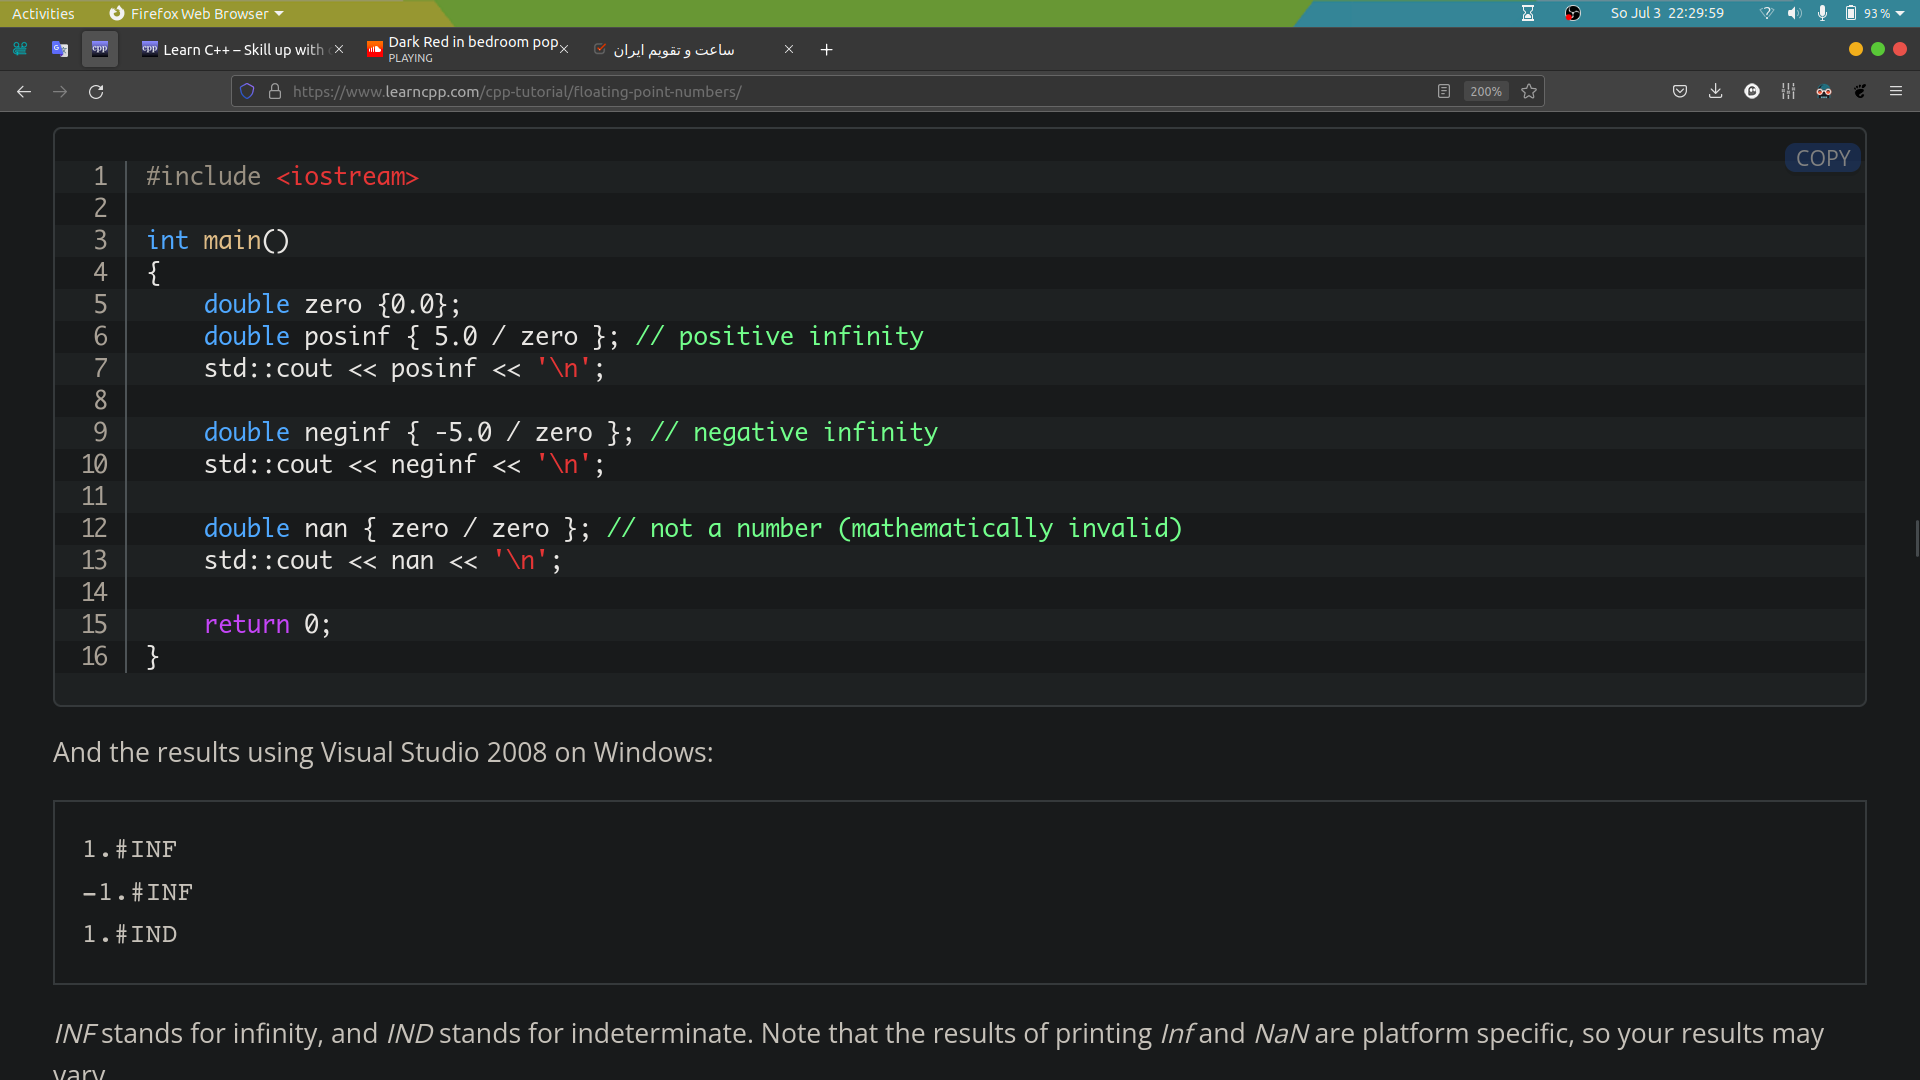 Activities
Firefox Web Browser
So Jul 3 22:29:59
93 %
Learn C++ – Skill up with
Dark Red in bedroom pop
PLAYING
ساعت و تقویم ایران
https://www.learncpp.com/cpp-tutorial/floating-point-numbers/
200%
COPY
1 #include <iostream>
2
3 int main()
4 {
5 double zero {0.0};
6 double posinf { 5.0 / zero }; // positive infinity
7 std::cout << posinf << '\n';
8
9 double neginf { -5.0 / zero }; // negative infinity
10 std::cout << neginf << '\n';
11
12 double nan { zero / zero }; // not a number (mathematically invalid)
13 std::cout << nan << '\n';
14
15 return 0;
16 }
And the results using Visual Studio 2008 on Windows:
1.#INF
-1.#INF
1.#IND
INF stands for infinity, and IND stands for indeterminate. Note that the results of printing Inf and NaN are platform specific, so your results may
vary.